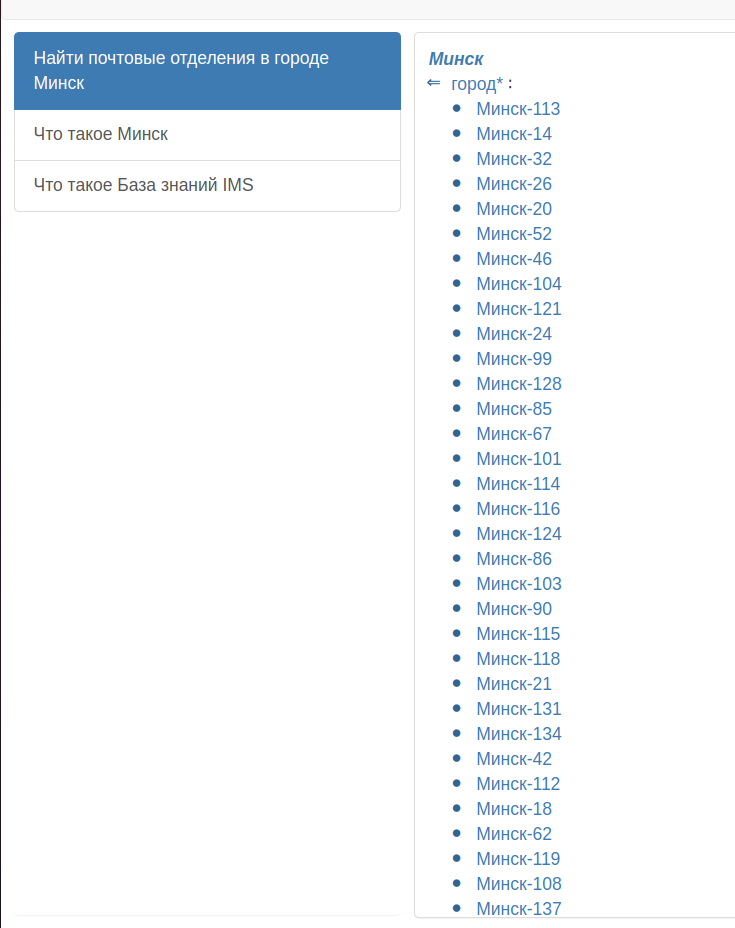 Найти почтовые отделения в городе
Минск
Что такое Минск
Что такое База знаний IMS
Минск
⇐ город* :
• Минск-113
• Минск-14
• Минск-32
• Минск-26
• Минск-20
• Минск-52
• Минск-46
• Минск-104
• Минск-121
• Минск-24
• Минск-99
• Минск-128
• Минск-85
• Минск-67
• Минск-101
• Минск-114
• Минск-116
• Минск-124
• Минск-86
• Минск-103
• Минск-90
• Минск-115
• Минск-118
• Минск-21
• Минск-131
• Минск-134
• Минск-42
• Минск-112
• Минск-18
• Минск-62
• Минск-119
• Минск-108
• Минск-137